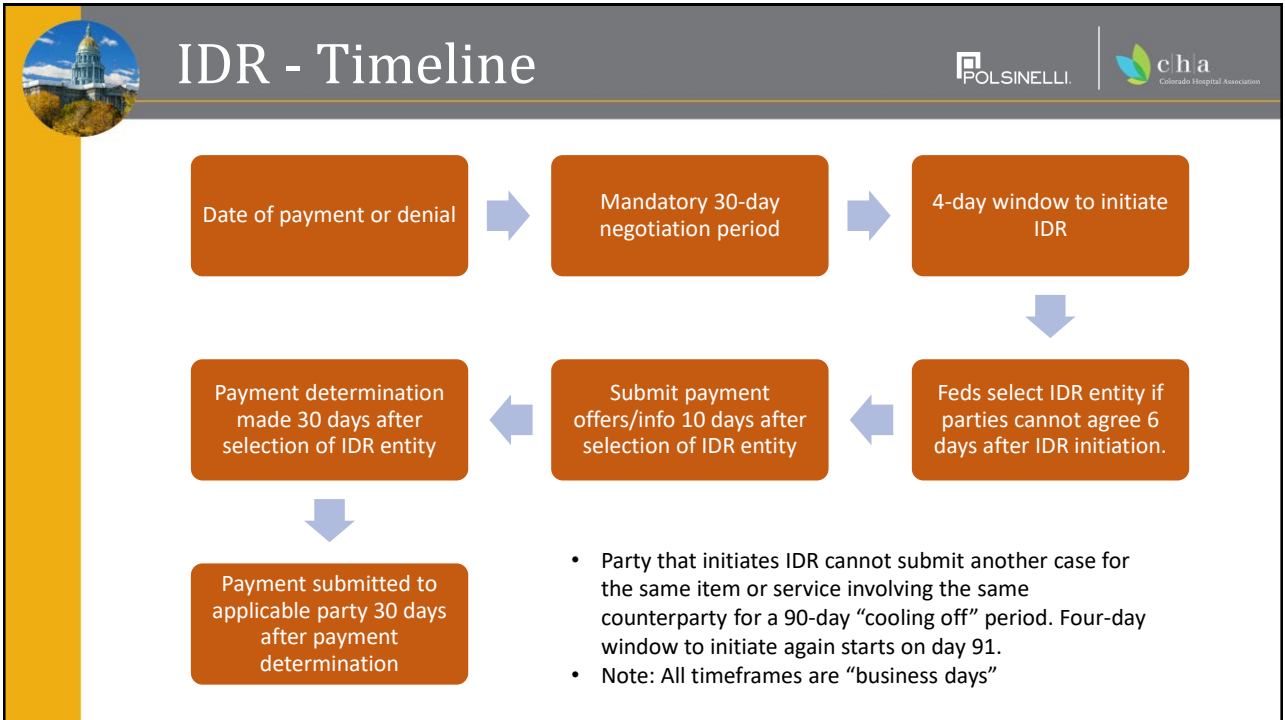 IDR - Timeline
POLSINELLI.
c|h|a
Colorado Hospital Association
Date of payment or denial
Mandatory 30-day
negotiation period
4-day window to initiate
IDR
Feds select IDR entity if
parties cannot agree 6
days after IDR initiation.
Submit payment
offers/info 10 days after
selection of IDR entity
Payment determination
made 30 days after
selection of IDR entity
Payment submitted to
applicable party 30 days
after payment
determination
• Party that initiates IDR cannot submit another case for
the same item or service involving the same
counterparty for a 90-day “cooling off” period. Four-day
window to initiate again starts on day 91.
• Note: All timeframes are “business days”